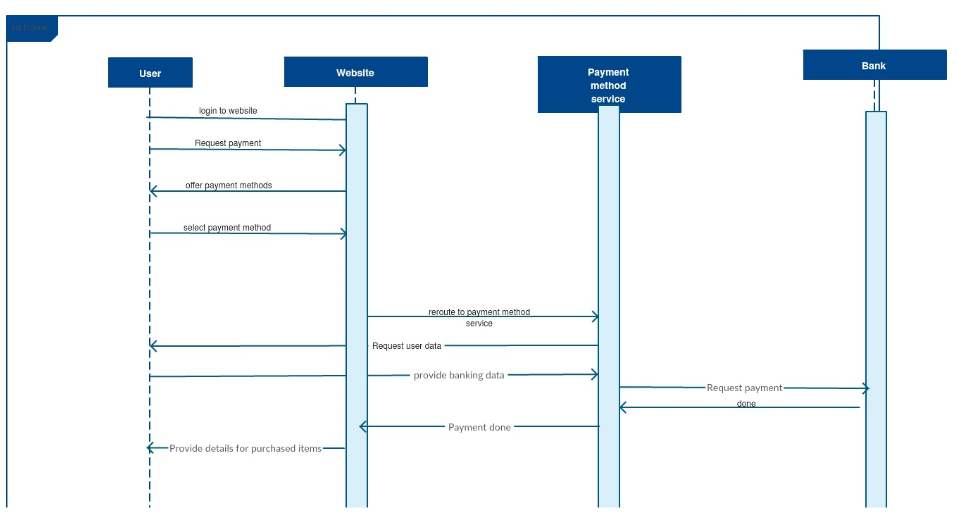 sd frame
User
Website
Payment
method
service
Bank
login to website
Request payment
offer payment methods
select payment method
reroute to payment method
service
Request user data
provide banking data
Request payment
done
Payment done
Provide details for purchased items